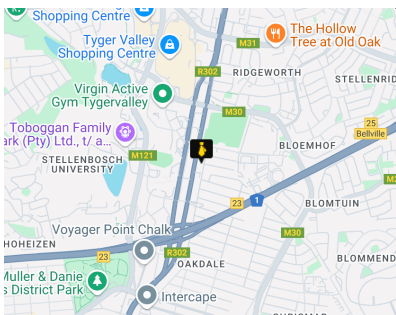 Shopping Centre
Tyger Valley
Shopping Centre
The Hollow
Tree at Old Oak
M31
R302
RIDGEWORTH
STELLENRID
Virgin Active
Gym Tygervalley
M30
25
Bellville
Toboggan Family
ark (Pty) Ltd., t/ a...
M121
BLOEMHOF
STELLENBOSCH
UNIVERSITY
23
1
BLOMTUIN
Voyager Point Chalk
M30
HOHEIZEN
23
R302
OAKDALE
BLOMMEND
Muller & Danie
s District Park
Intercape